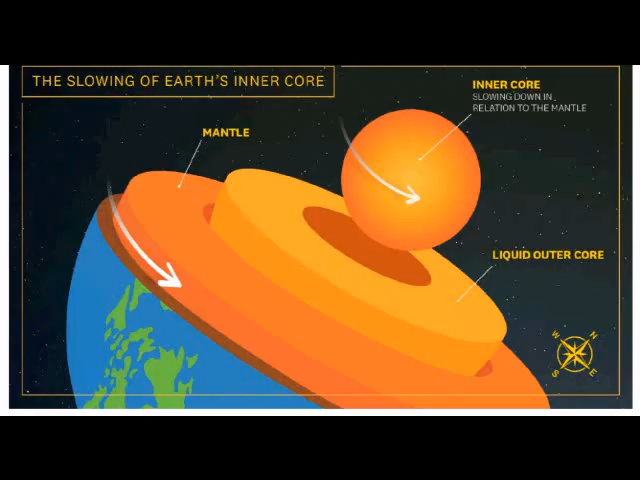 THE SLOWING OF EARTH'S INNER CORE
INNER CORE
SLOWING DOWN IN
RELATION TO THE MANTLE
MANTLE
LIQUID OUTER CORE
W N
S E